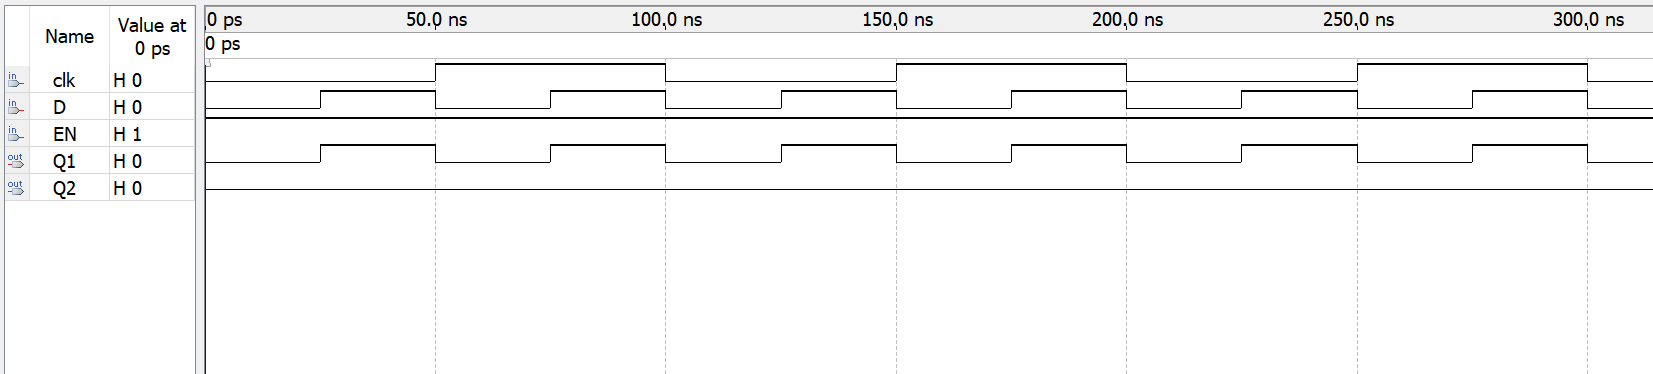 Name Value at 0 ps
0 ps 50.0 ns 100.0 ns 150.0 ns 200.0 ns 250.0 ns 300.0 ns
0 ps
in clk H 0
in D H 0
in EN H 1
out Q1 H 0
out Q2 H 0